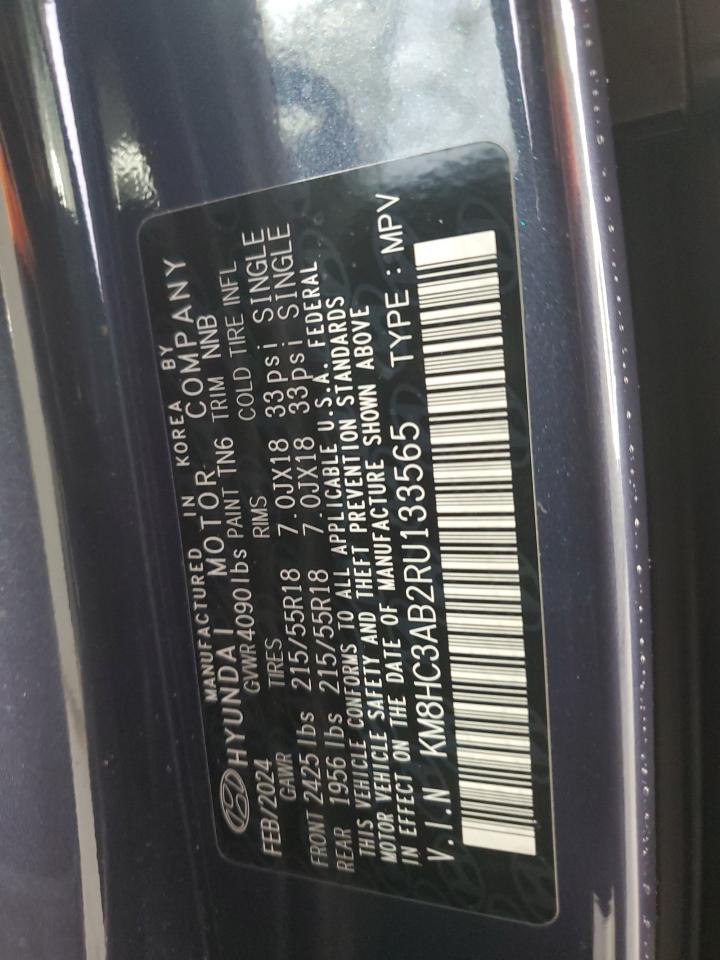 MANUFACTURED IN KOREA BY
HYUNDAI MOTOR COMPANY
FEB/2024 GVWR4090lbs PAINT TN6 TRIM NNB
GAWR TIRES RIMS COLD TIRE INFL
FRONT 2425 lbs 215/55R18 7.0JX18 33psi SINGLE
REAR 1956 lbs 215/55R18 7.0JX18 33psi SINGLE
THIS VEHICLE CONFORMS TO ALL APPLICABLE U.S.A. FEDERAL
MOTOR VEHICLE SAFETY AND THEFT PREVENTION STANDARDS
IN EFFECT ON THE DATE OF MANUFACTURE SHOWN ABOVE
V.I.N KM8HC3AB2RU133565 TYPE : MPV